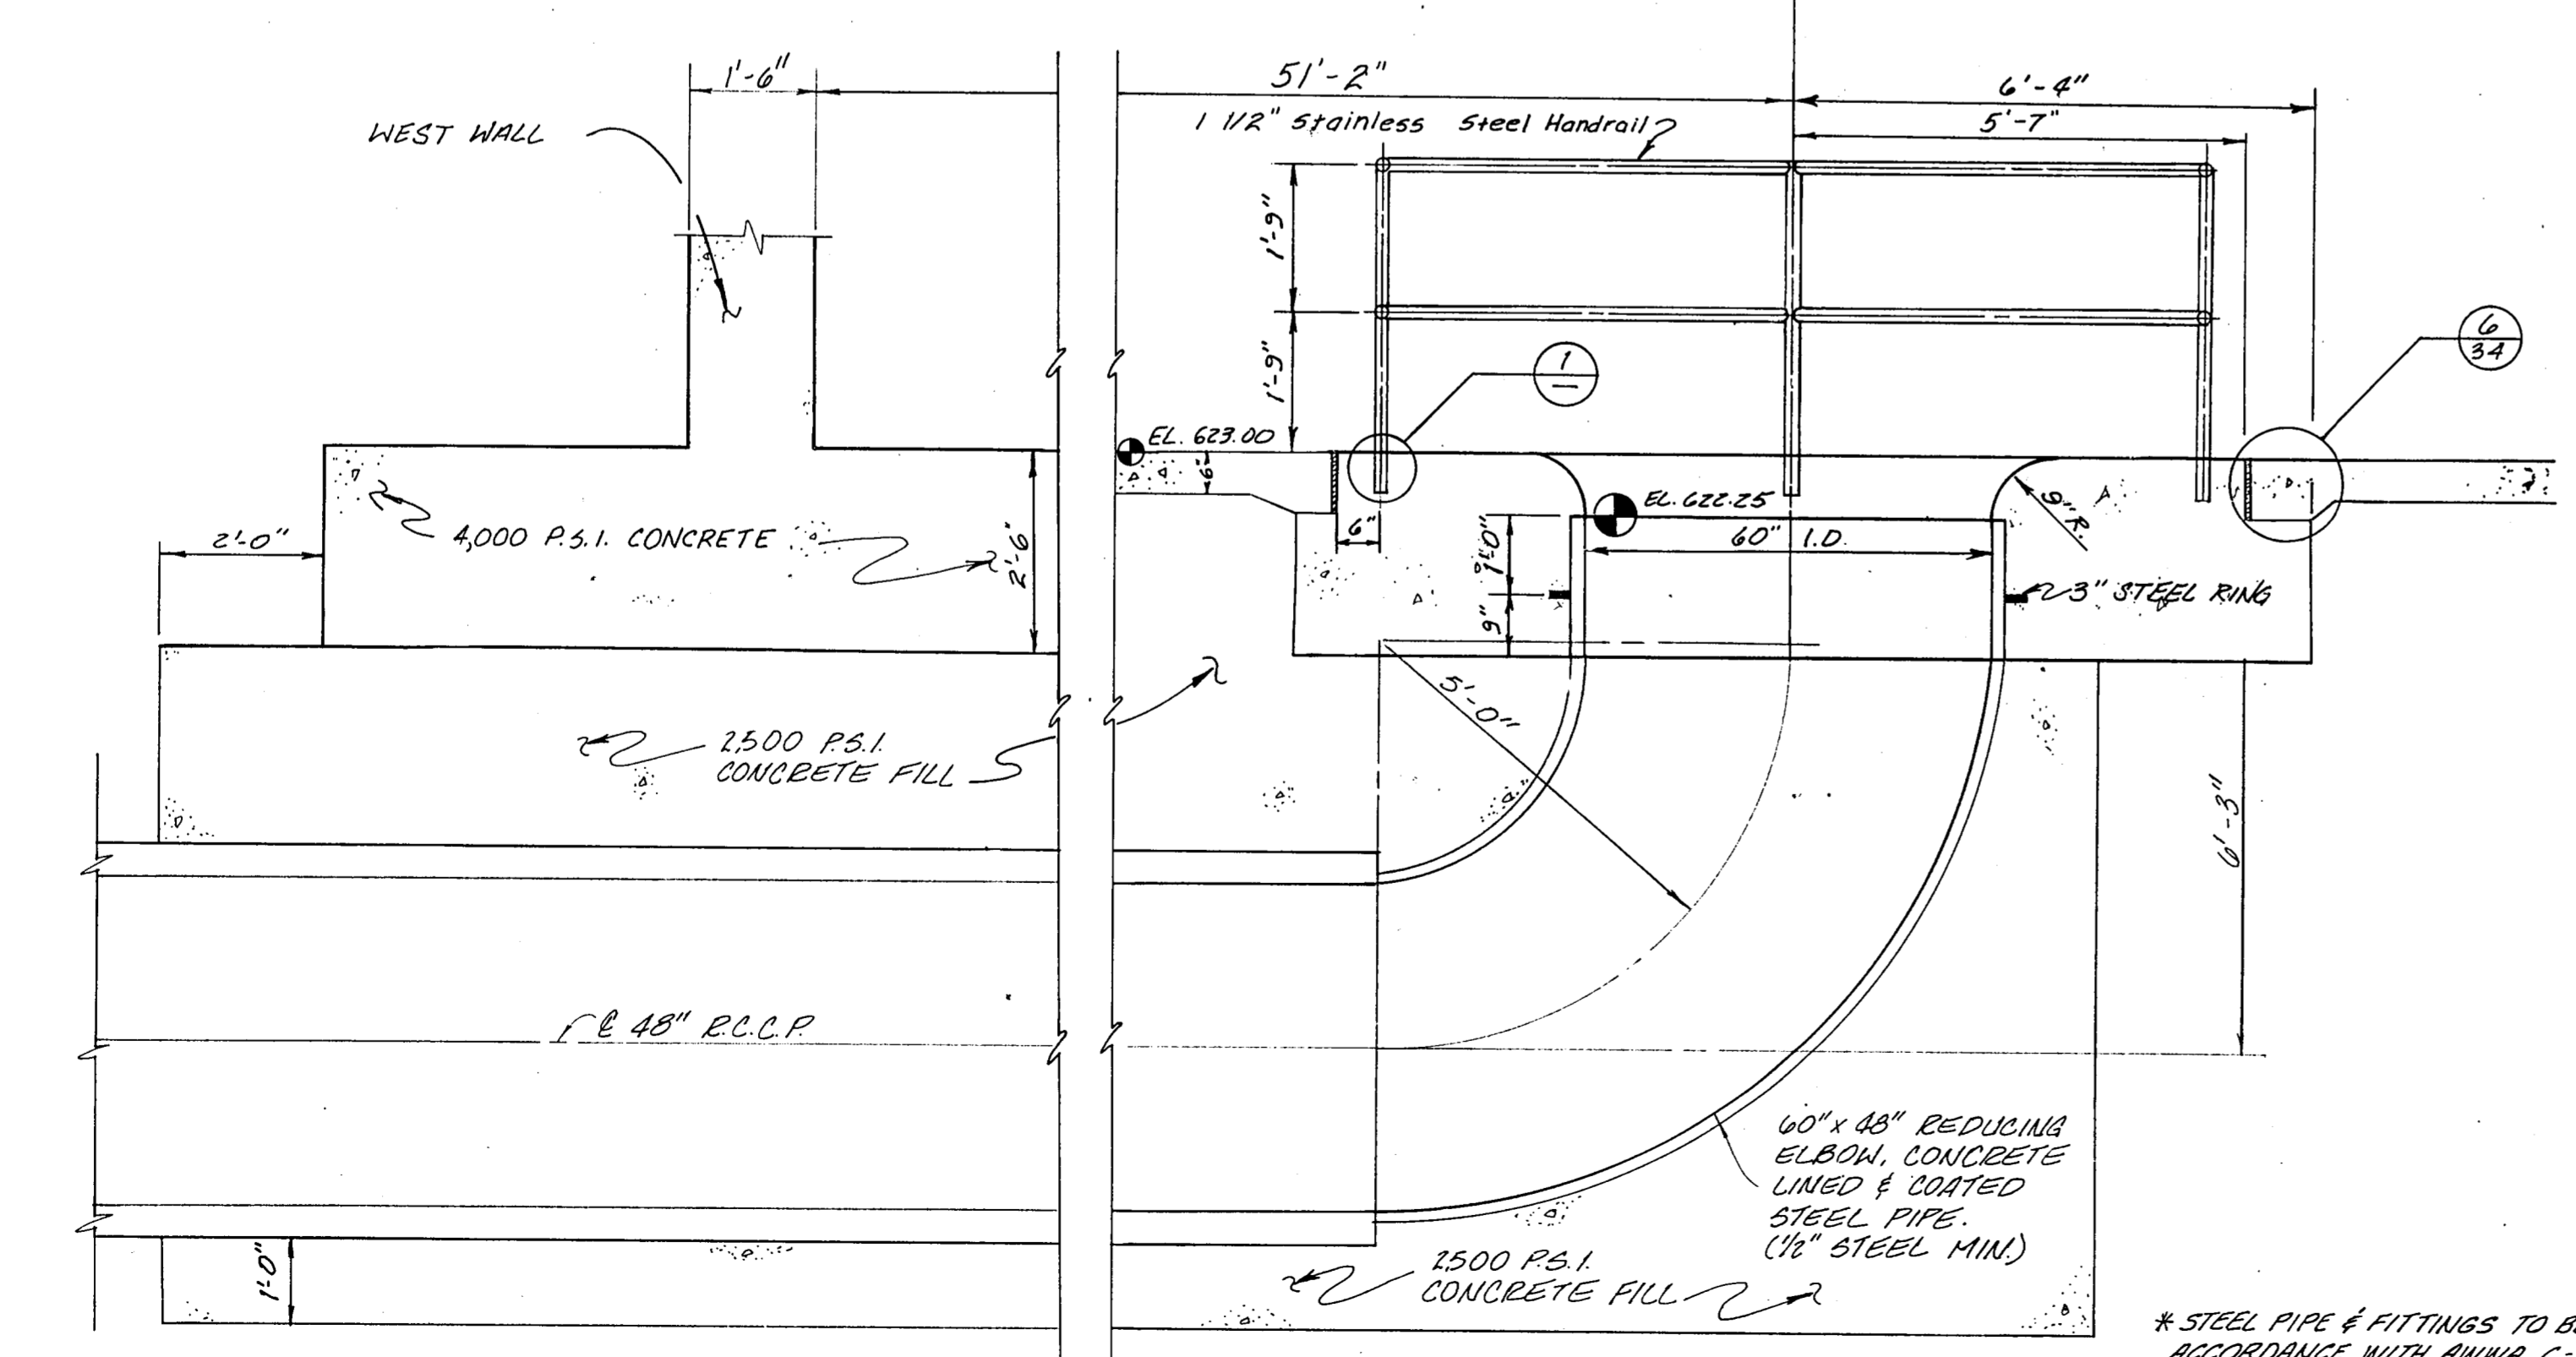 1'-6"
51'-2"
6'-4"
5'-7"
1 1/2" Stainless Steel Handrail
WEST WALL
1'-9"
1'-9"
6
34
1
EL. 623.00
6"
4,000 P.S.I. CONCRETE
2'-0"
2'-6"
6"
EL. 622.25
60" I.D.
9" R.
1'-0"
9"
3" STEEL RING
5'-0"
2,500 P.S.I.
CONCRETE FILL
6'-3"
℄ 48" R.C.C.P.
60" x 48" REDUCING
ELBOW, CONCRETE
LINED & COATED
STEEL PIPE.
(1/2" STEEL MIN.)
1'-0"
2,500 P.S.I.
CONCRETE FILL
* STEEL PIPE & FITTINGS TO
ACCORDANCE WITH AWWA